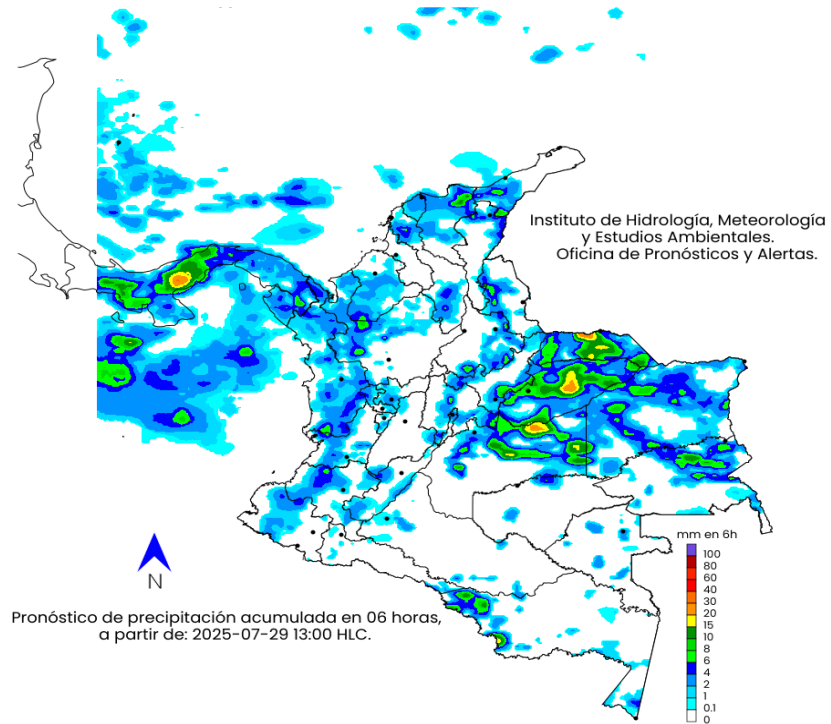 Instituto de Hidrología, Meteorología
y Estudios Ambientales.
Oficina de Pronósticos y Alertas.
mm en 6h
100
80
60
40
30
20
15
10
8
6
4
2
1
0.1
0
N
Pronóstico de precipitación acumulada en 06 horas,
a partir de: 2025-07-29 13:00 HLC.